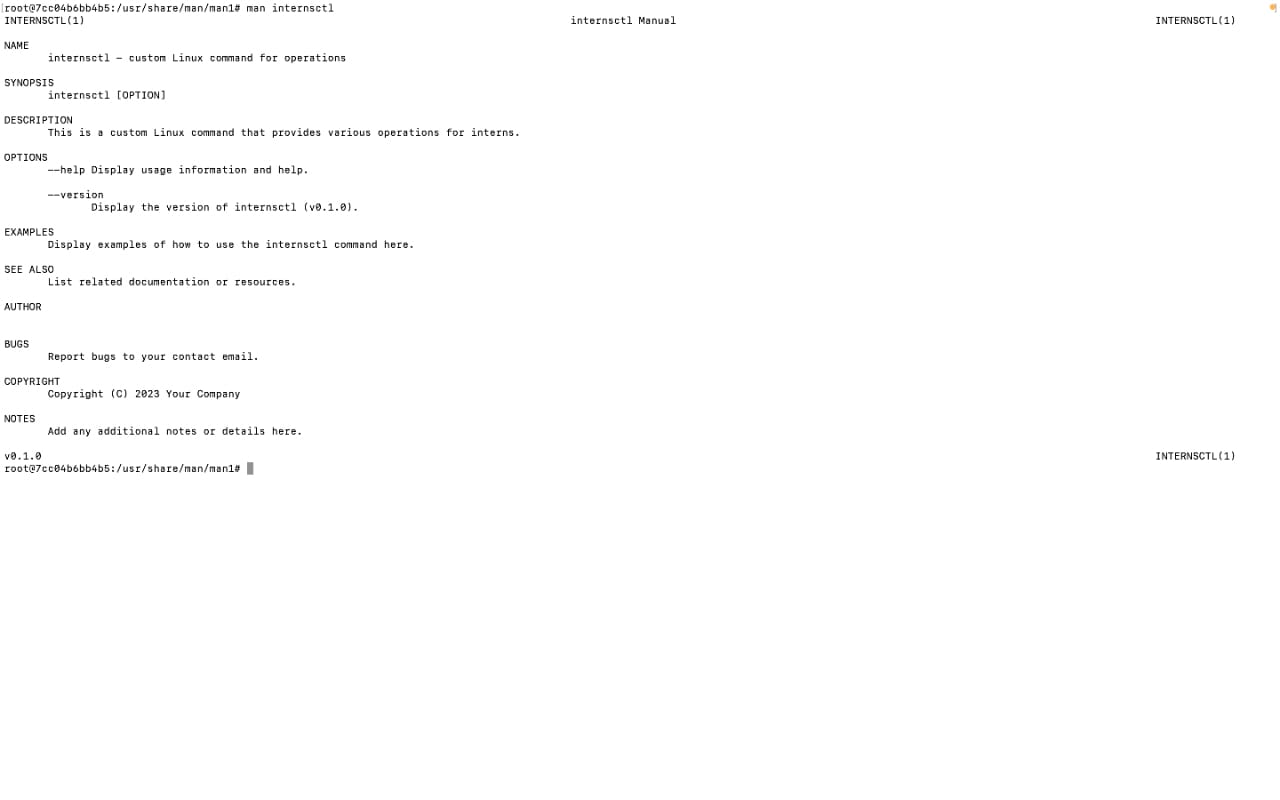 root@7cc04b6bb4b5:/usr/share/man/man1# man internsctl
INTERNSCTL(1) internsctl Manual INTERNSCTL(1)
NAME
internsctl – custom Linux command for operations
SYNOPSIS
internsctl [OPTION]
DESCRIPTION
This is a custom Linux command that provides various operations for interns.
OPTIONS
--help Display usage information and help.
--version
Display the version of internsctl (v0.1.0).
EXAMPLES
Display examples of how to use the internsctl command here.
SEE ALSO
List related documentation or resources.
AUTHOR
BUGS
Report bugs to your contact email.
COPYRIGHT
Copyright (C) 2023 Your Company
NOTES
Add any additional notes or details here.
v0.1.0 INTERNSCTL(1)
root@7cc04b6bb4b5:/usr/share/man/man1#